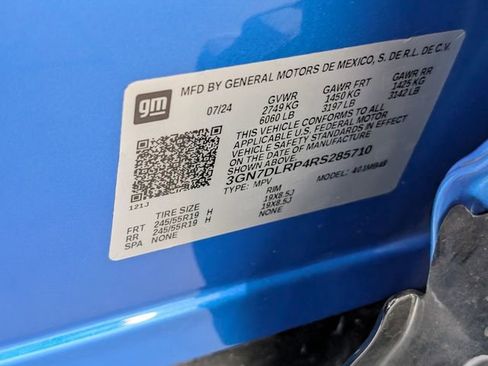 gm
MFD BY GENERAL MOTORS DE MEXICO, S. DE R.L. DE C.V.
07/24 GVWR GAWR FRT GAWR RR
2749 KG 1450 KG 1425 KG
6060 LB 3197 LB 3142 LB
THIS VEHICLE CONFORMS TO ALL
APPLICABLE U.S. FEDERAL MOTOR
VEHICLE SAFETY STANDARDS IN EFFECT
ON THE DATE OF MANUFACTURE
SHOWN ABOVE.
3GN7DLRP4RS285710
TYPE: MPV
121J
TIRE SIZE RIM
FRT 245/55R19 H 19X8.5J
RR 245/55R19 H 19X8.5J
SPA NONE NONE